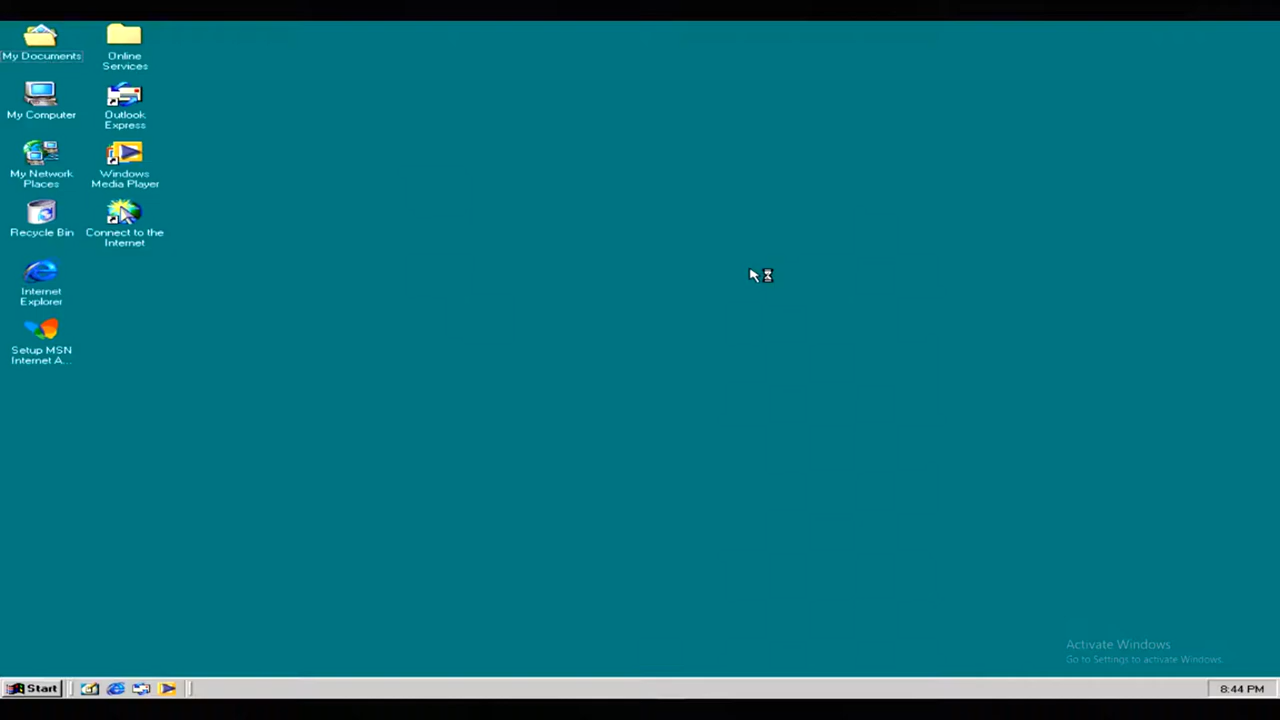 My Documents
Online
Services
My Computer
Outlook
Express
My Network
Places
Windows
Media Player
Recycle Bin
Connect to the
Internet
Internet
Explorer
Setup MSN
Internet A...
Activate Windows
Go to Settings to activate Windows.
Start
8:44 PM